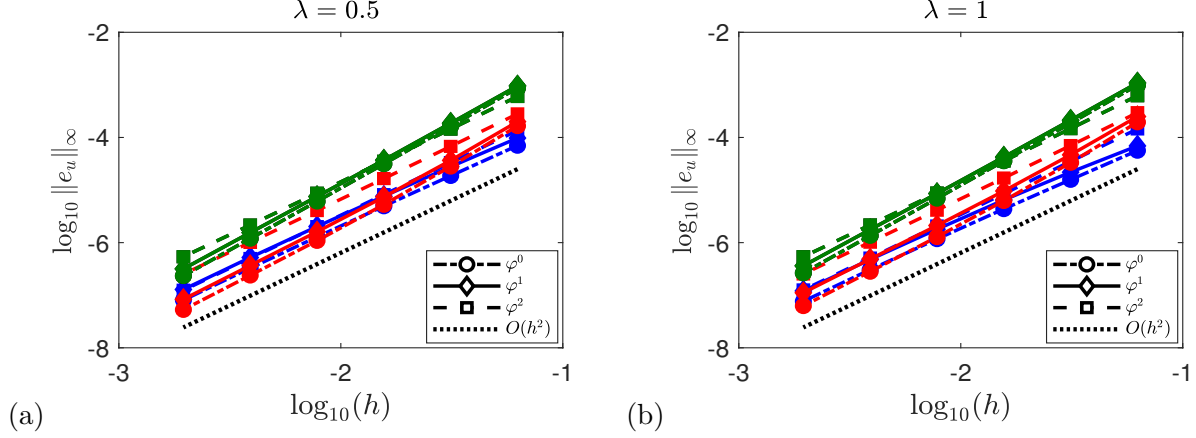 λ = 0.5
-2
-4
-6
-8
-3
-2
-1
log₁₀ ‖eᵤ‖∞
log₁₀(h)
φ⁰
φ¹
φ²
O(h²)
(a)
λ = 1
-2
-4
-6
-8
-3
-2
-1
log₁₀ ‖eᵤ‖∞
log₁₀(h)
φ⁰
φ¹
φ²
O(h²)
(b)